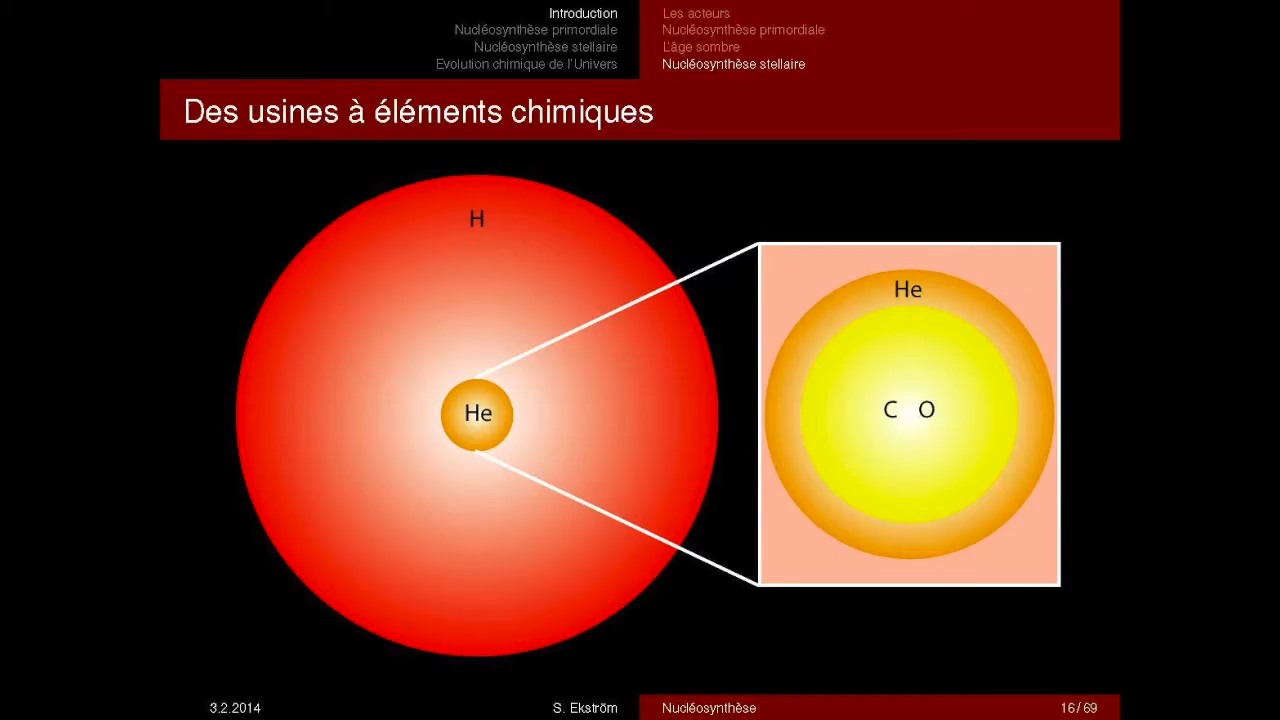 Introduction
Nucléosynthèse primordiale
Nucléosynthèse stellaire
Evolution chimique de l'Univers
Les acteurs
Nucléosynthèse primordiale
L'âge sombre
Nucléosynthèse stellaire
Des usines à éléments chimiques
H
He
He
C O
3.2.2014
S. Ekström
Nucléosynthèse
16 / 69